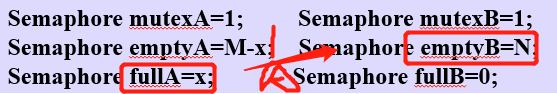 Semaphore mutexA=1; Semaphore mutexB=1;
Semaphore emptyA=M-x; Semaphore emptyB=N;
Semaphore fullA=x; Semaphore fullB=0;